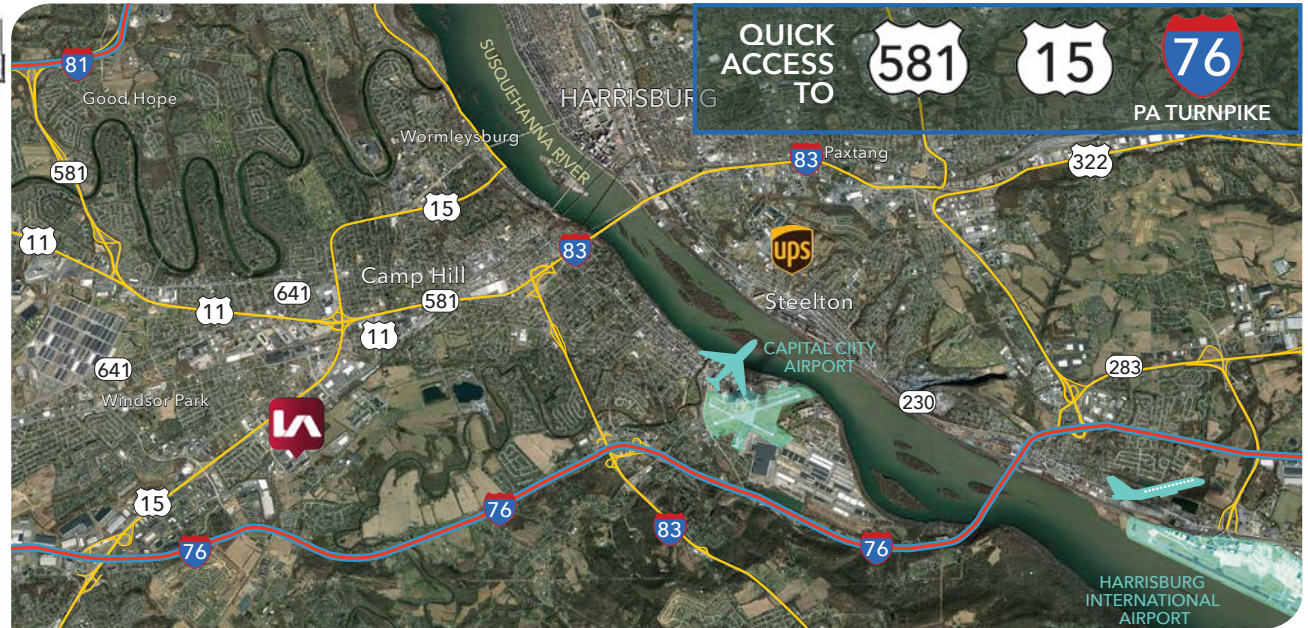 QUICK
ACCESS
TO
581
15
76
PA TURNPIKE
81
Good Hope
SUSQUEHANNA RIVER
HARRISBURG
Wormleysburg
83
Paxtang
322
581
15
11
83
ups
Camp Hill
641
581
Steelton
11
11
CAPITAL CIITY
AIRPORT
641
283
Windsor Park
230
15
76
76
83
76
HARRISBURG
INTERNATIONAL
AIRPORT